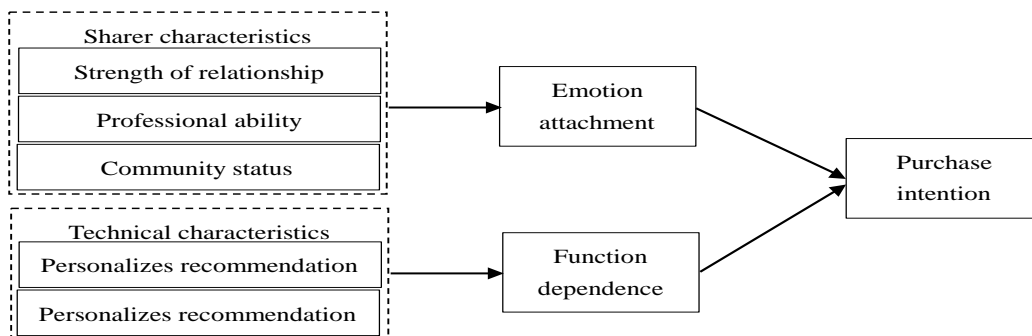 Sharer characteristics
Strength of relationship
Professional ability
Community status
Technical characteristics
Personalizes recommendation
Personalizes recommendation
Emotion
attachment
Function
dependence
Purchase
intention